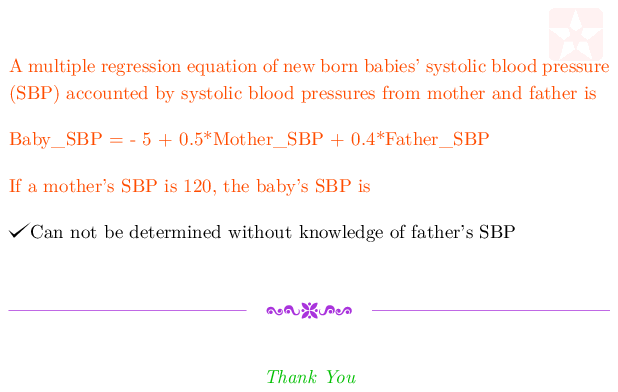 A multiple regression equation of new born babies' systolic blood pressure
(SBP) accounted by systolic blood pressures from mother and father is
Baby_SBP = - 5 + 0.5*Mother_SBP + 0.4*Father_SBP
If a mother's SBP is 120, the baby's SBP is
✓Can not be determined without knowledge of father's SBP
Thank You